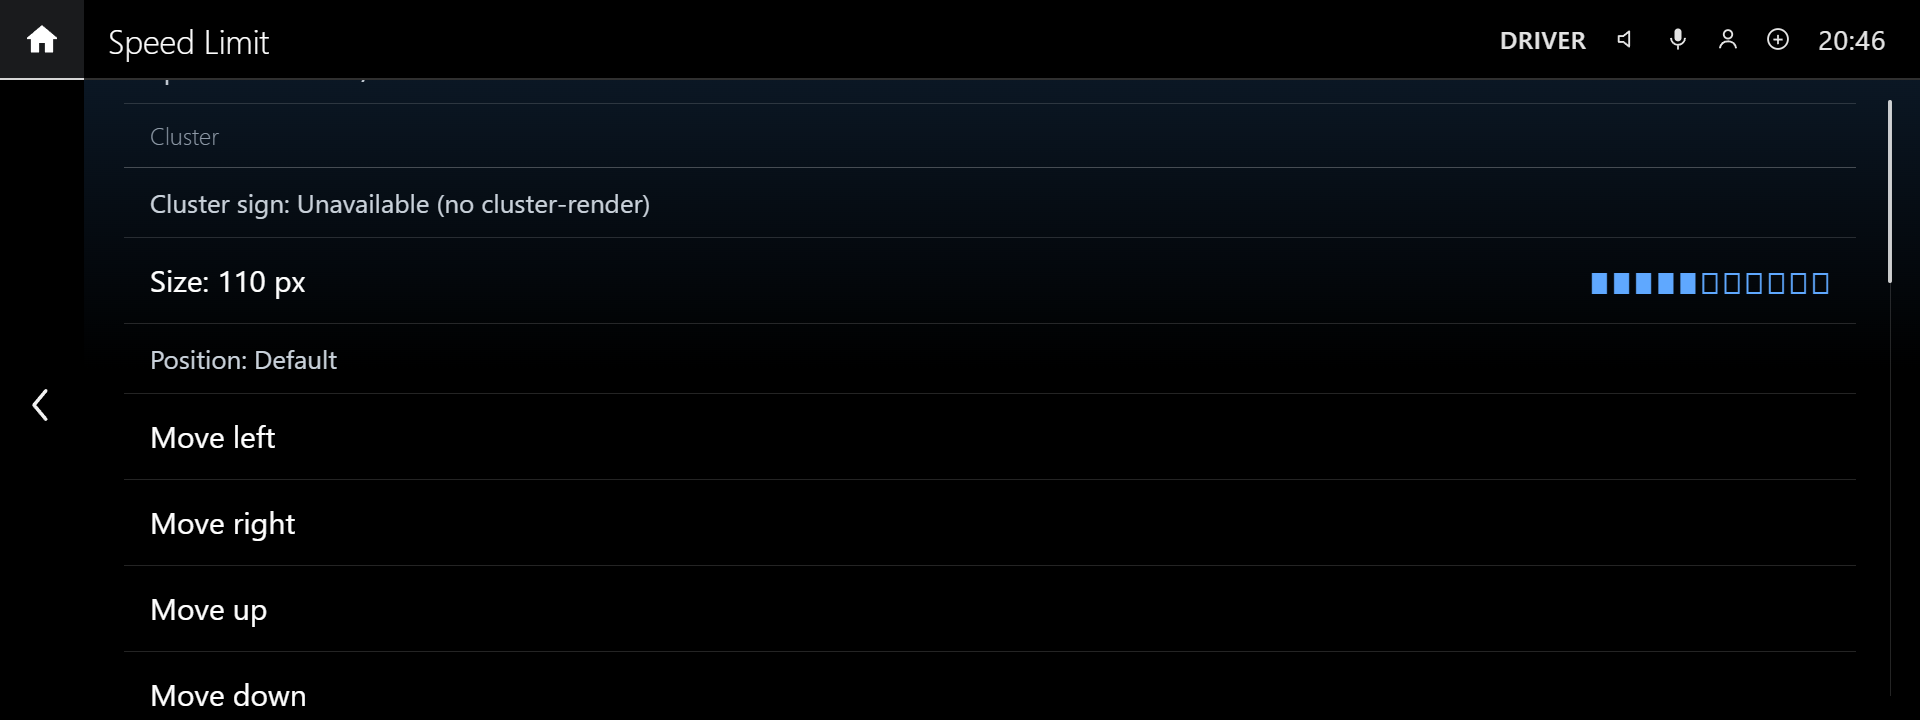 Speed Limit
DRIVER
20:46
Cluster
Cluster sign: Unavailable (no cluster-render)
Size: 110 px
Position: Default
Move left
Move right
Move up
Move down